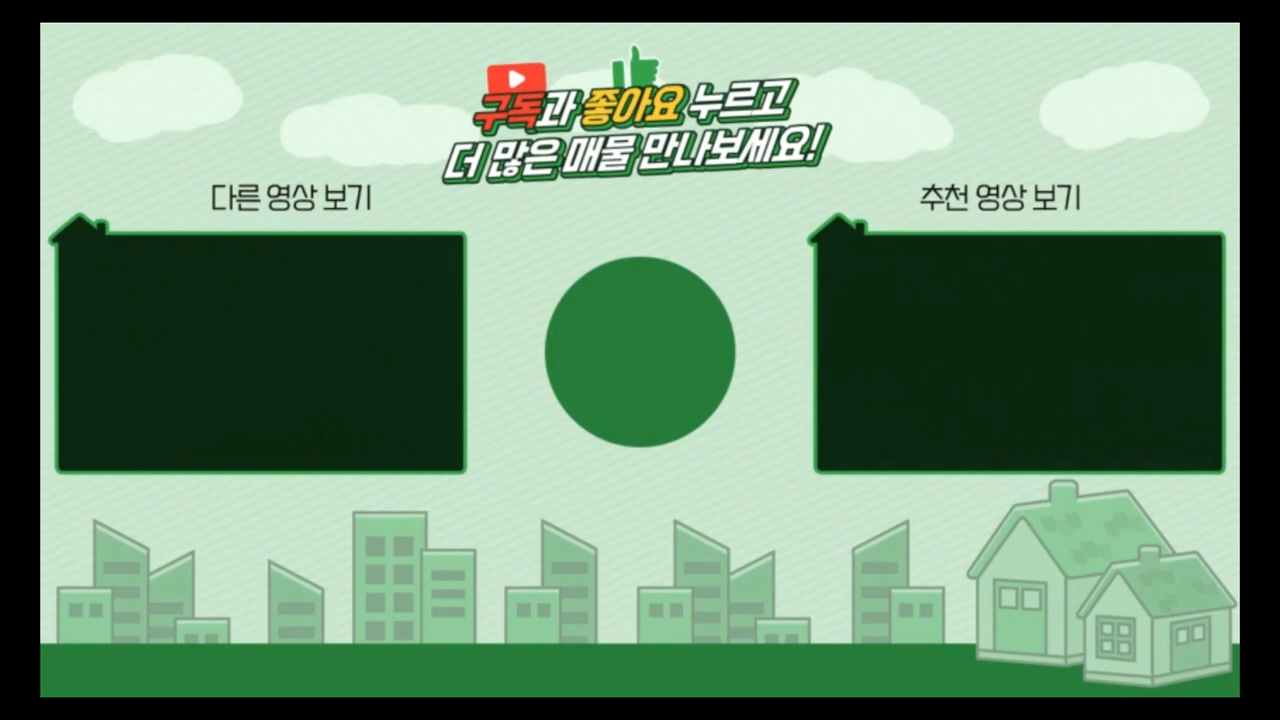 구독과 좋아요 누르고
더 많은 매물 만나보세요!
다른 영상 보기
추천 영상 보기